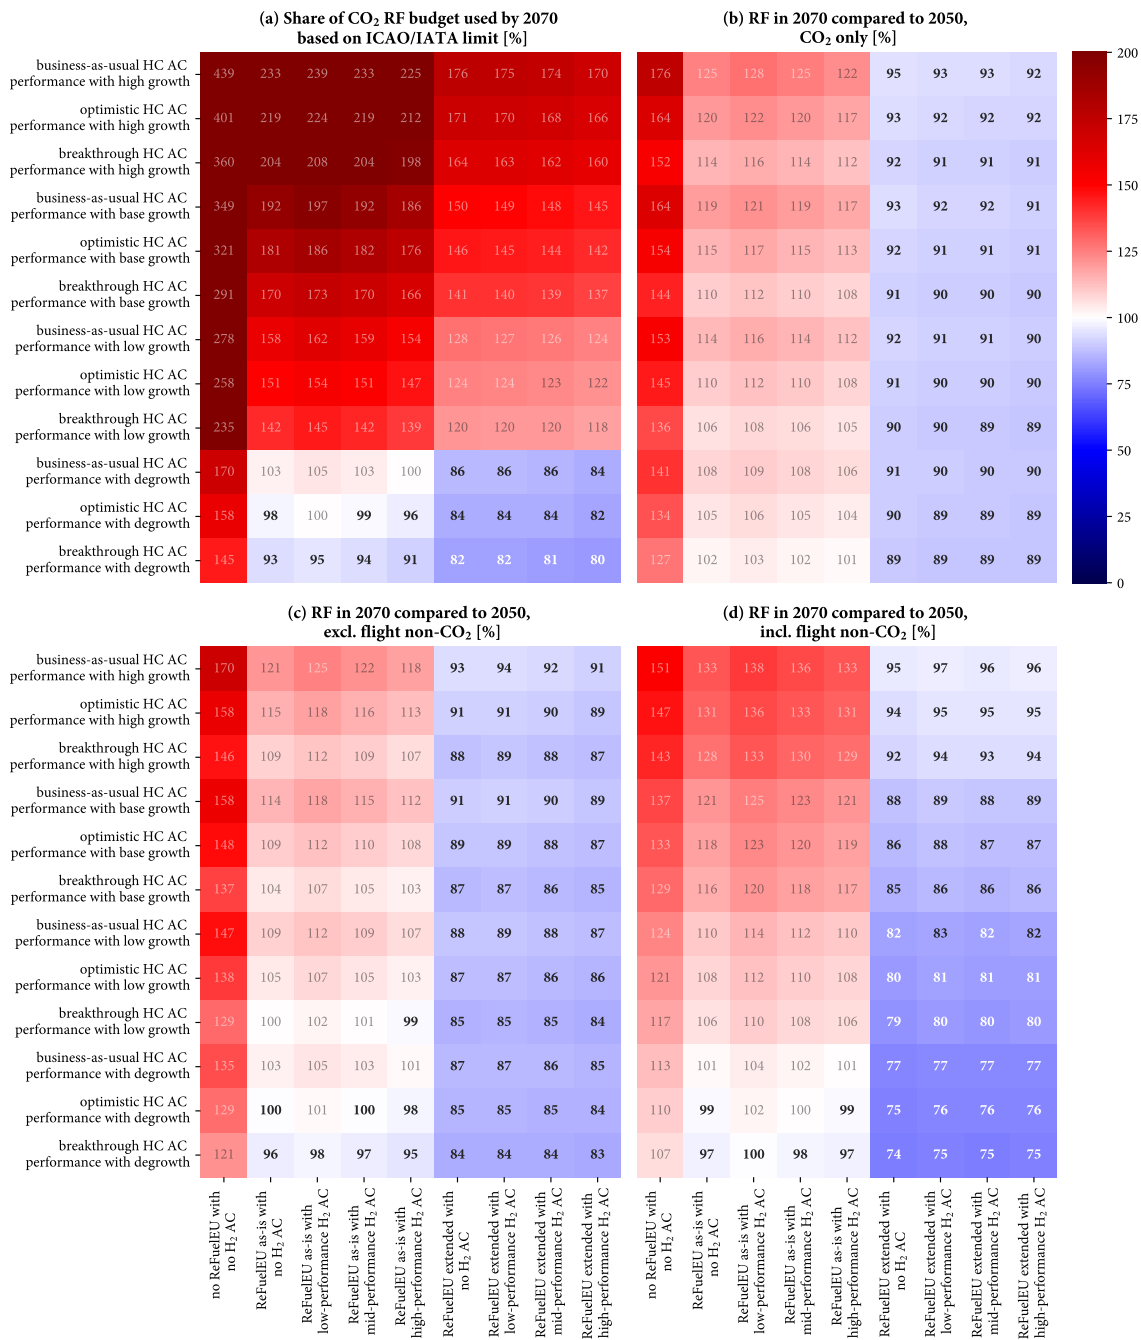 (a) Share of CO₂ RF budget used by 2070
based on ICAO/IATA limit [%]
(b) RF in 2070 compared to 2050,
CO₂ only [%]
business-as-usual HC AC
performance with high growth
439 233 239 233 225 176 175 174 170
176 125 128 125 122 95 93 93 92
optimistic HC AC
performance with high growth
401 219 224 219 212 171 170 168 166
164 120 122 120 117 93 92 92 92
breakthrough HC AC
performance with high growth
360 204 208 204 198 164 163 162 160
152 114 116 114 112 92 91 91 91
business-as-usual HC AC
performance with base growth
349 192 197 192 186 150 149 148 145
164 119 121 119 117 93 92 92 91
optimistic HC AC
performance with base growth
321 181 186 182 176 146 145 144 142
154 115 117 115 113 92 91 91 91
breakthrough HC AC
performance with base growth
291 170 173 170 166 141 140 139 137
144 110 112 110 108 91 90 90 90
business-as-usual HC AC
performance with low growth
278 158 162 159 154 128 127 126 124
153 114 116 114 112 92 91 91 90
optimistic HC AC
performance with low growth
258 151 154 151 147 124 124 123 122
145 110 112 110 108 91 90 90 90
breakthrough HC AC
performance with low growth
235 142 145 142 139 120 120 120 118
136 106 108 106 105 90 90 89 89
business-as-usual HC AC
performance with degrowth
170 103 105 103 100 86 86 86 84
141 108 109 108 106 91 90 90 90
optimistic HC AC
performance with degrowth
158 98 100 99 96 84 84 84 82
134 105 106 105 104 90 89 89 89
breakthrough HC AC
performance with degrowth
145 93 95 94 91 82 82 81 80
127 102 103 102 101 89 89 89 89
200
175
150
125
100
75
50
25
0
(c) RF in 2070 compared to 2050,
excl. flight non-CO₂ [%]
(d) RF in 2070 compared to 2050,
incl. flight non-CO₂ [%]
business-as-usual HC AC
performance with high growth
170 121 125 122 118 93 94 92 91
151 133 138 136 133 95 97 96 96
optimistic HC AC
performance with high growth
158 115 118 116 113 91 91 90 89
147 131 136 133 131 94 95 95 95
breakthrough HC AC
performance with high growth
146 109 112 109 107 88 89 88 87
143 128 133 130 129 92 94 93 94
business-as-usual HC AC
performance with base growth
158 114 118 115 112 91 91 90 89
137 121 125 123 121 88 89 88 89
optimistic HC AC
performance with base growth
148 109 112 110 108 89 89 88 87
133 118 123 120 119 86 88 87 87
breakthrough HC AC
performance with base growth
137 104 107 105 103 87 87 86 85
129 116 120 118 117 85 86 86 86
business-as-usual HC AC
performance with low growth
147 109 112 109 107 88 89 88 87
124 110 114 112 110 82 83 82 82
optimistic HC AC
performance with low growth
138 105 107 105 103 87 87 86 86
121 108 112 110 108 80 81 81 81
breakthrough HC AC
performance with low growth
129 100 102 101 99 85 85 85 84
117 106 110 108 106 79 80 80 80
business-as-usual HC AC
performance with degrowth
135 103 105 103 101 87 87 86 85
113 101 104 102 101 77 77 77 77
optimistic HC AC
performance with degrowth
129 100 101 100 98 85 85 85 84
110 99 102 100 99 75 76 76 76
breakthrough HC AC
performance with degrowth
121 96 98 97 95 84 84 84 83
107 97 100 98 97 74 75 75 75
no ReFuelEU with
no H₂ AC
ReFuelEU as-is with
no H₂ AC
ReFuelEU as-is with
low-performance H₂ AC
ReFuelEU as-is with
mid-performance H₂ AC
ReFuelEU as-is with
high-performance H₂ AC
ReFuelEU extended with
no H₂ AC
ReFuelEU extended with
low-performance H₂ AC
ReFuelEU extended with
mid-performance H₂ AC
ReFuelEU extended with
high-performance H₂ AC
no ReFuelEU with
no H₂ AC
ReFuelEU as-is with
no H₂ AC
ReFuelEU as-is with
low-performance H₂ AC
ReFuelEU as-is with
mid-performance H₂ AC
ReFuelEU as-is with
high-performance H₂ AC
ReFuelEU extended with
no H₂ AC
ReFuelEU extended with
low-performance H₂ AC
ReFuelEU extended with
mid-performance H₂ AC
ReFuelEU extended with
high-performance H₂ AC